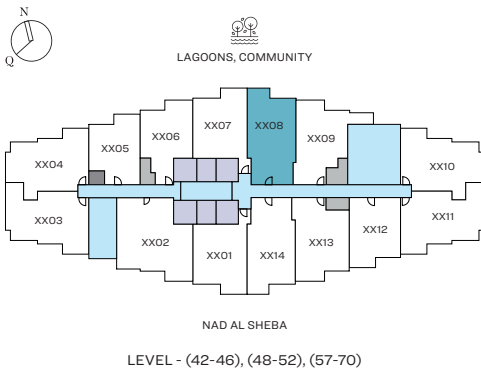 N
Q
LAGOONS, COMMUNITY
XX04
XX05
XX06
XX07
XX08
XX09
XX10
XX03
XX02
XX01
XX14
XX13
XX12
XX11
NAD AL SHEBA
LEVEL - (42-46), (48-52), (57-70)